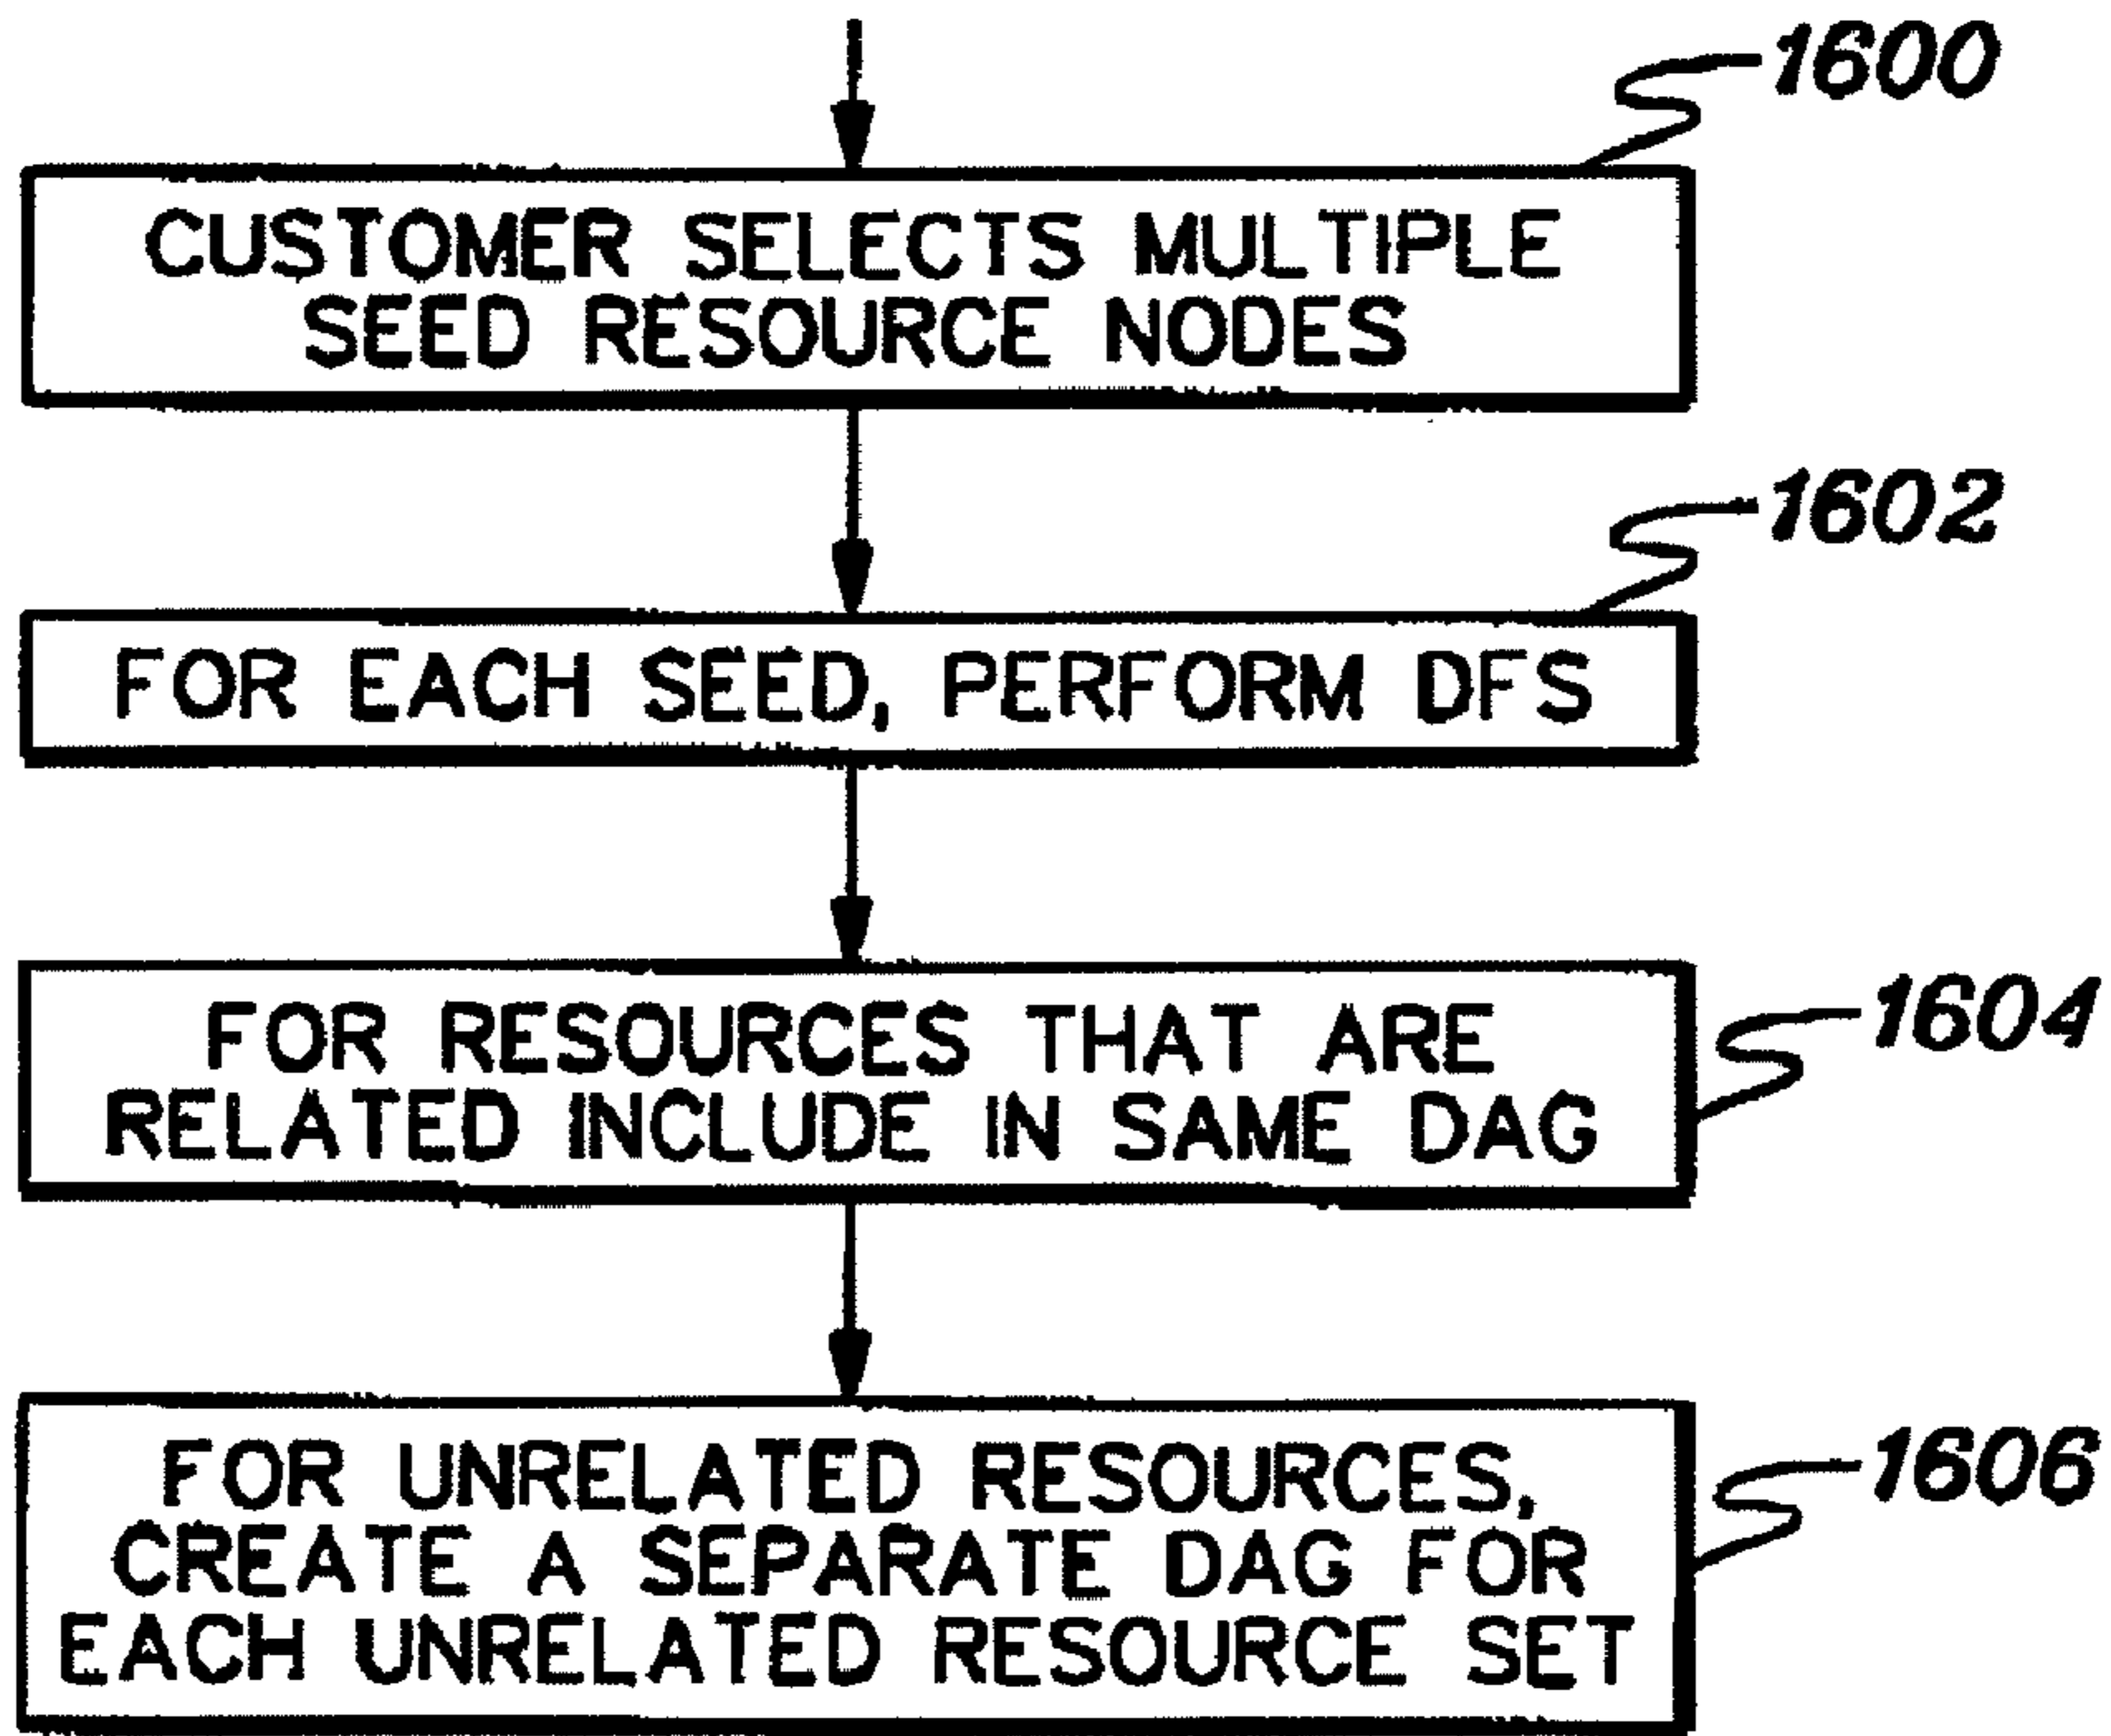 1600
CUSTOMER SELECTS MULTIPLE
SEED RESOURCE NODES
1602
FOR EACH SEED, PERFORM DFS
1604
FOR RESOURCES THAT ARE
RELATED INCLUDE IN SAME DAG
1606
FOR UNRELATED RESOURCES,
CREATE A SEPARATE DAG FOR
EACH UNRELATED RESOURCE SET